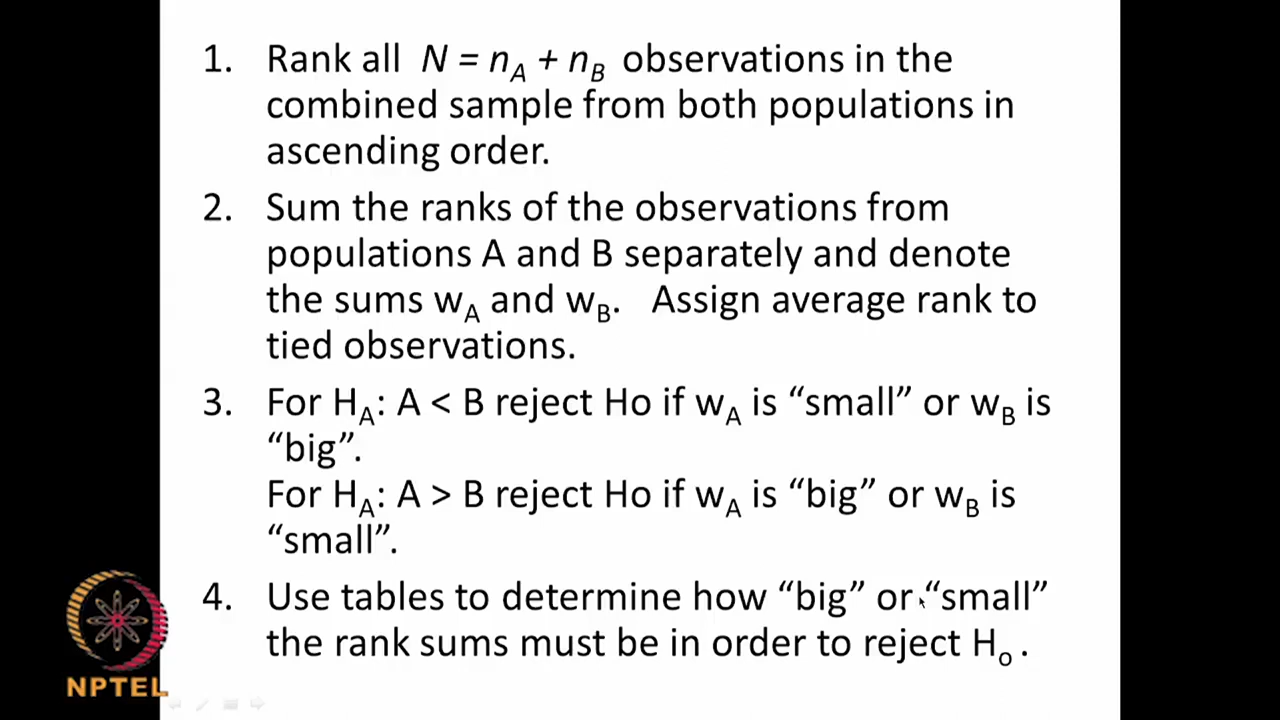 1. Rank all N = nA + nB observations in the
combined sample from both populations in
ascending order.
2. Sum the ranks of the observations from
populations A and B separately and denote
the sums wA and wB. Assign average rank to
tied observations.
3. For HA: A < B reject Ho if wA is “small” or wB is
“big”.
For HA: A > B reject Ho if wA is “big” or wB is
“small”.
4. Use tables to determine how “big” or “small”
the rank sums must be in order to reject Ho .
NPTEL